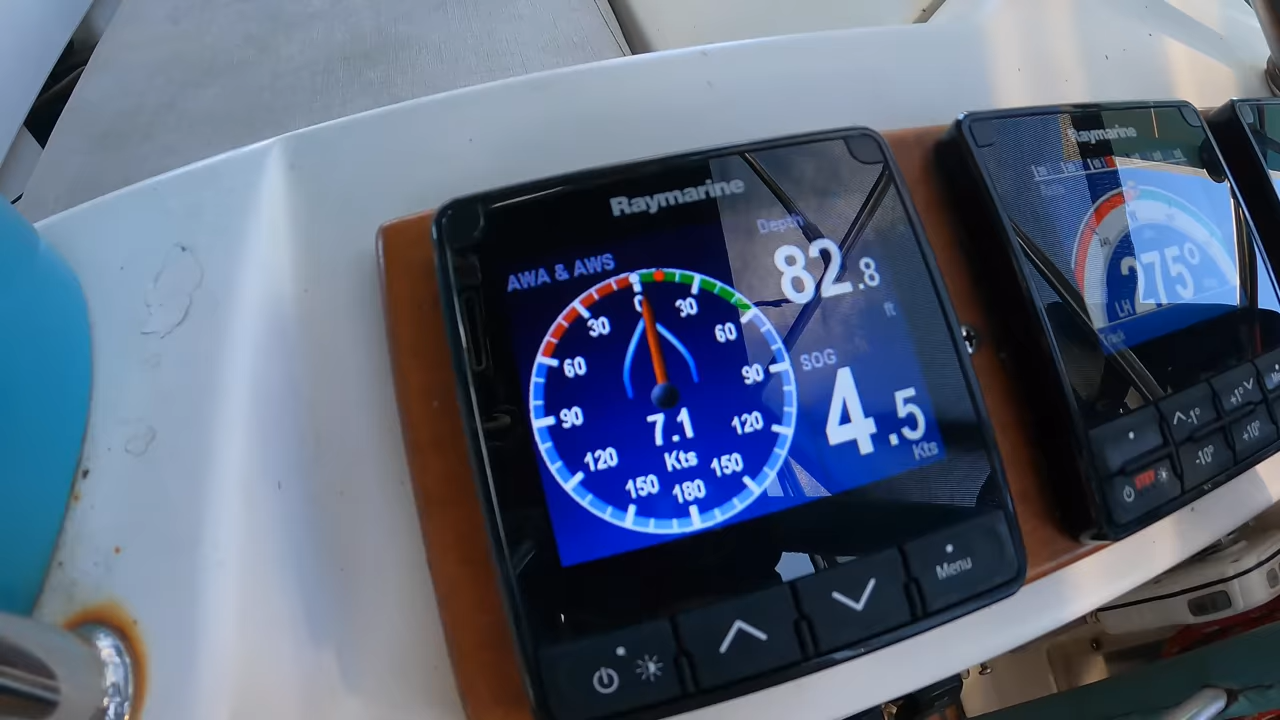 Raymarine
AWA & AWS
Depth
82.8
ft
SOG
4.5
Kts
0
30
30
60
60
90
90
120
120
150
150
180
7.1
Kts
Menu
Raymarine
275°
LH
-1°
+1°
-10°
+10°